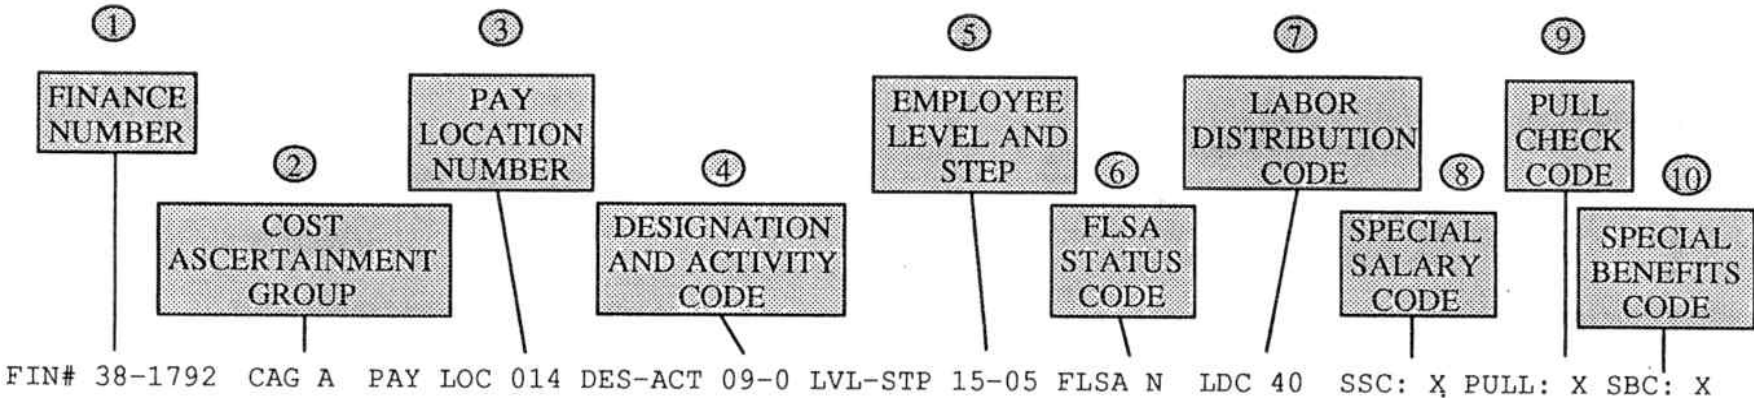 1
FINANCE
NUMBER
2
COST
ASCERTAINMENT
GROUP
3
PAY
LOCATION
NUMBER
4
DESIGNATION
AND ACTIVITY
CODE
5
EMPLOYEE
LEVEL AND
STEP
6
FLSA
STATUS
CODE
7
LABOR
DISTRIBUTION
CODE
8
SPECIAL
SALARY
CODE
9
PULL
CHECK
CODE
10
SPECIAL
BENEFITS
CODE
FIN# 38-1792 CAG A PAY LOC 014 DES-ACT 09-0 LVL-STP 15-05 FLSA N LDC 40 SSC: X PULL: X SBC: X